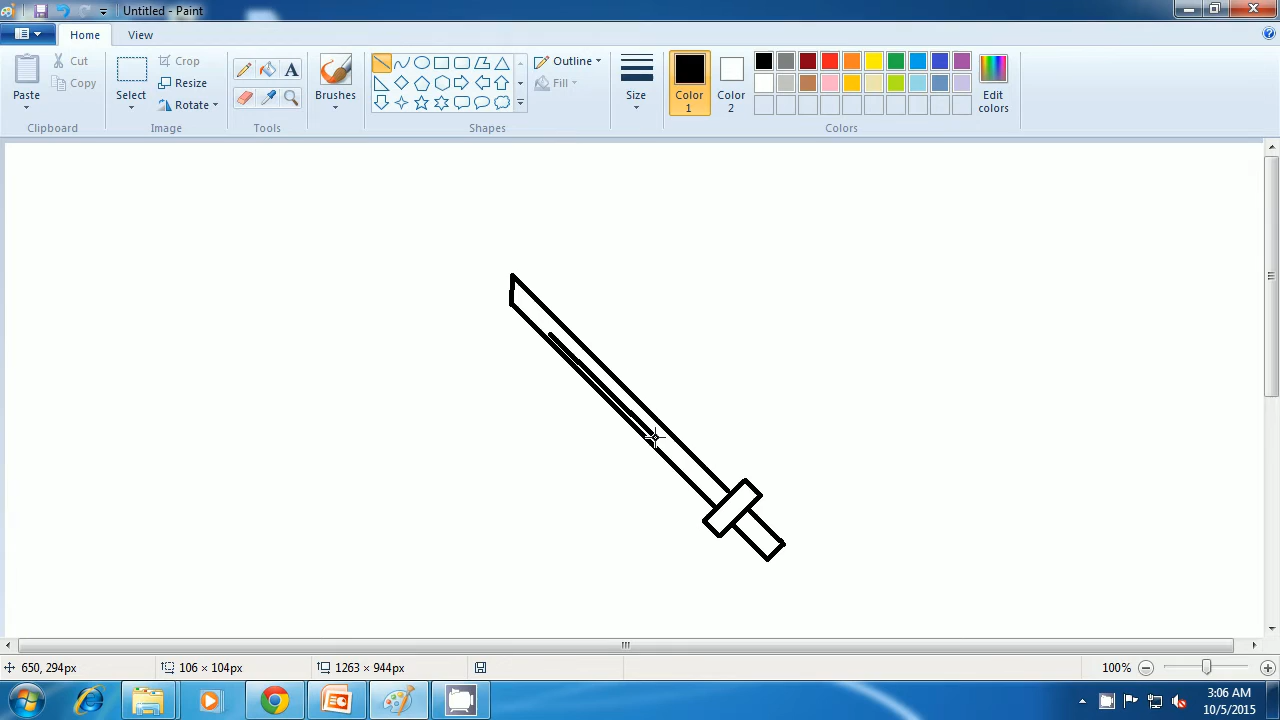 Untitled - Paint
Home View
Paste
Cut
Copy
Clipboard
Select
Crop
Resize
Rotate
Image
A
Tools
Brushes
Outline
Fill
Shapes
Size
Color 1
Color 2
Edit colors
Colors
650, 294px
106 × 104px
1263 × 944px
100%
3:06 AM
10/5/2015